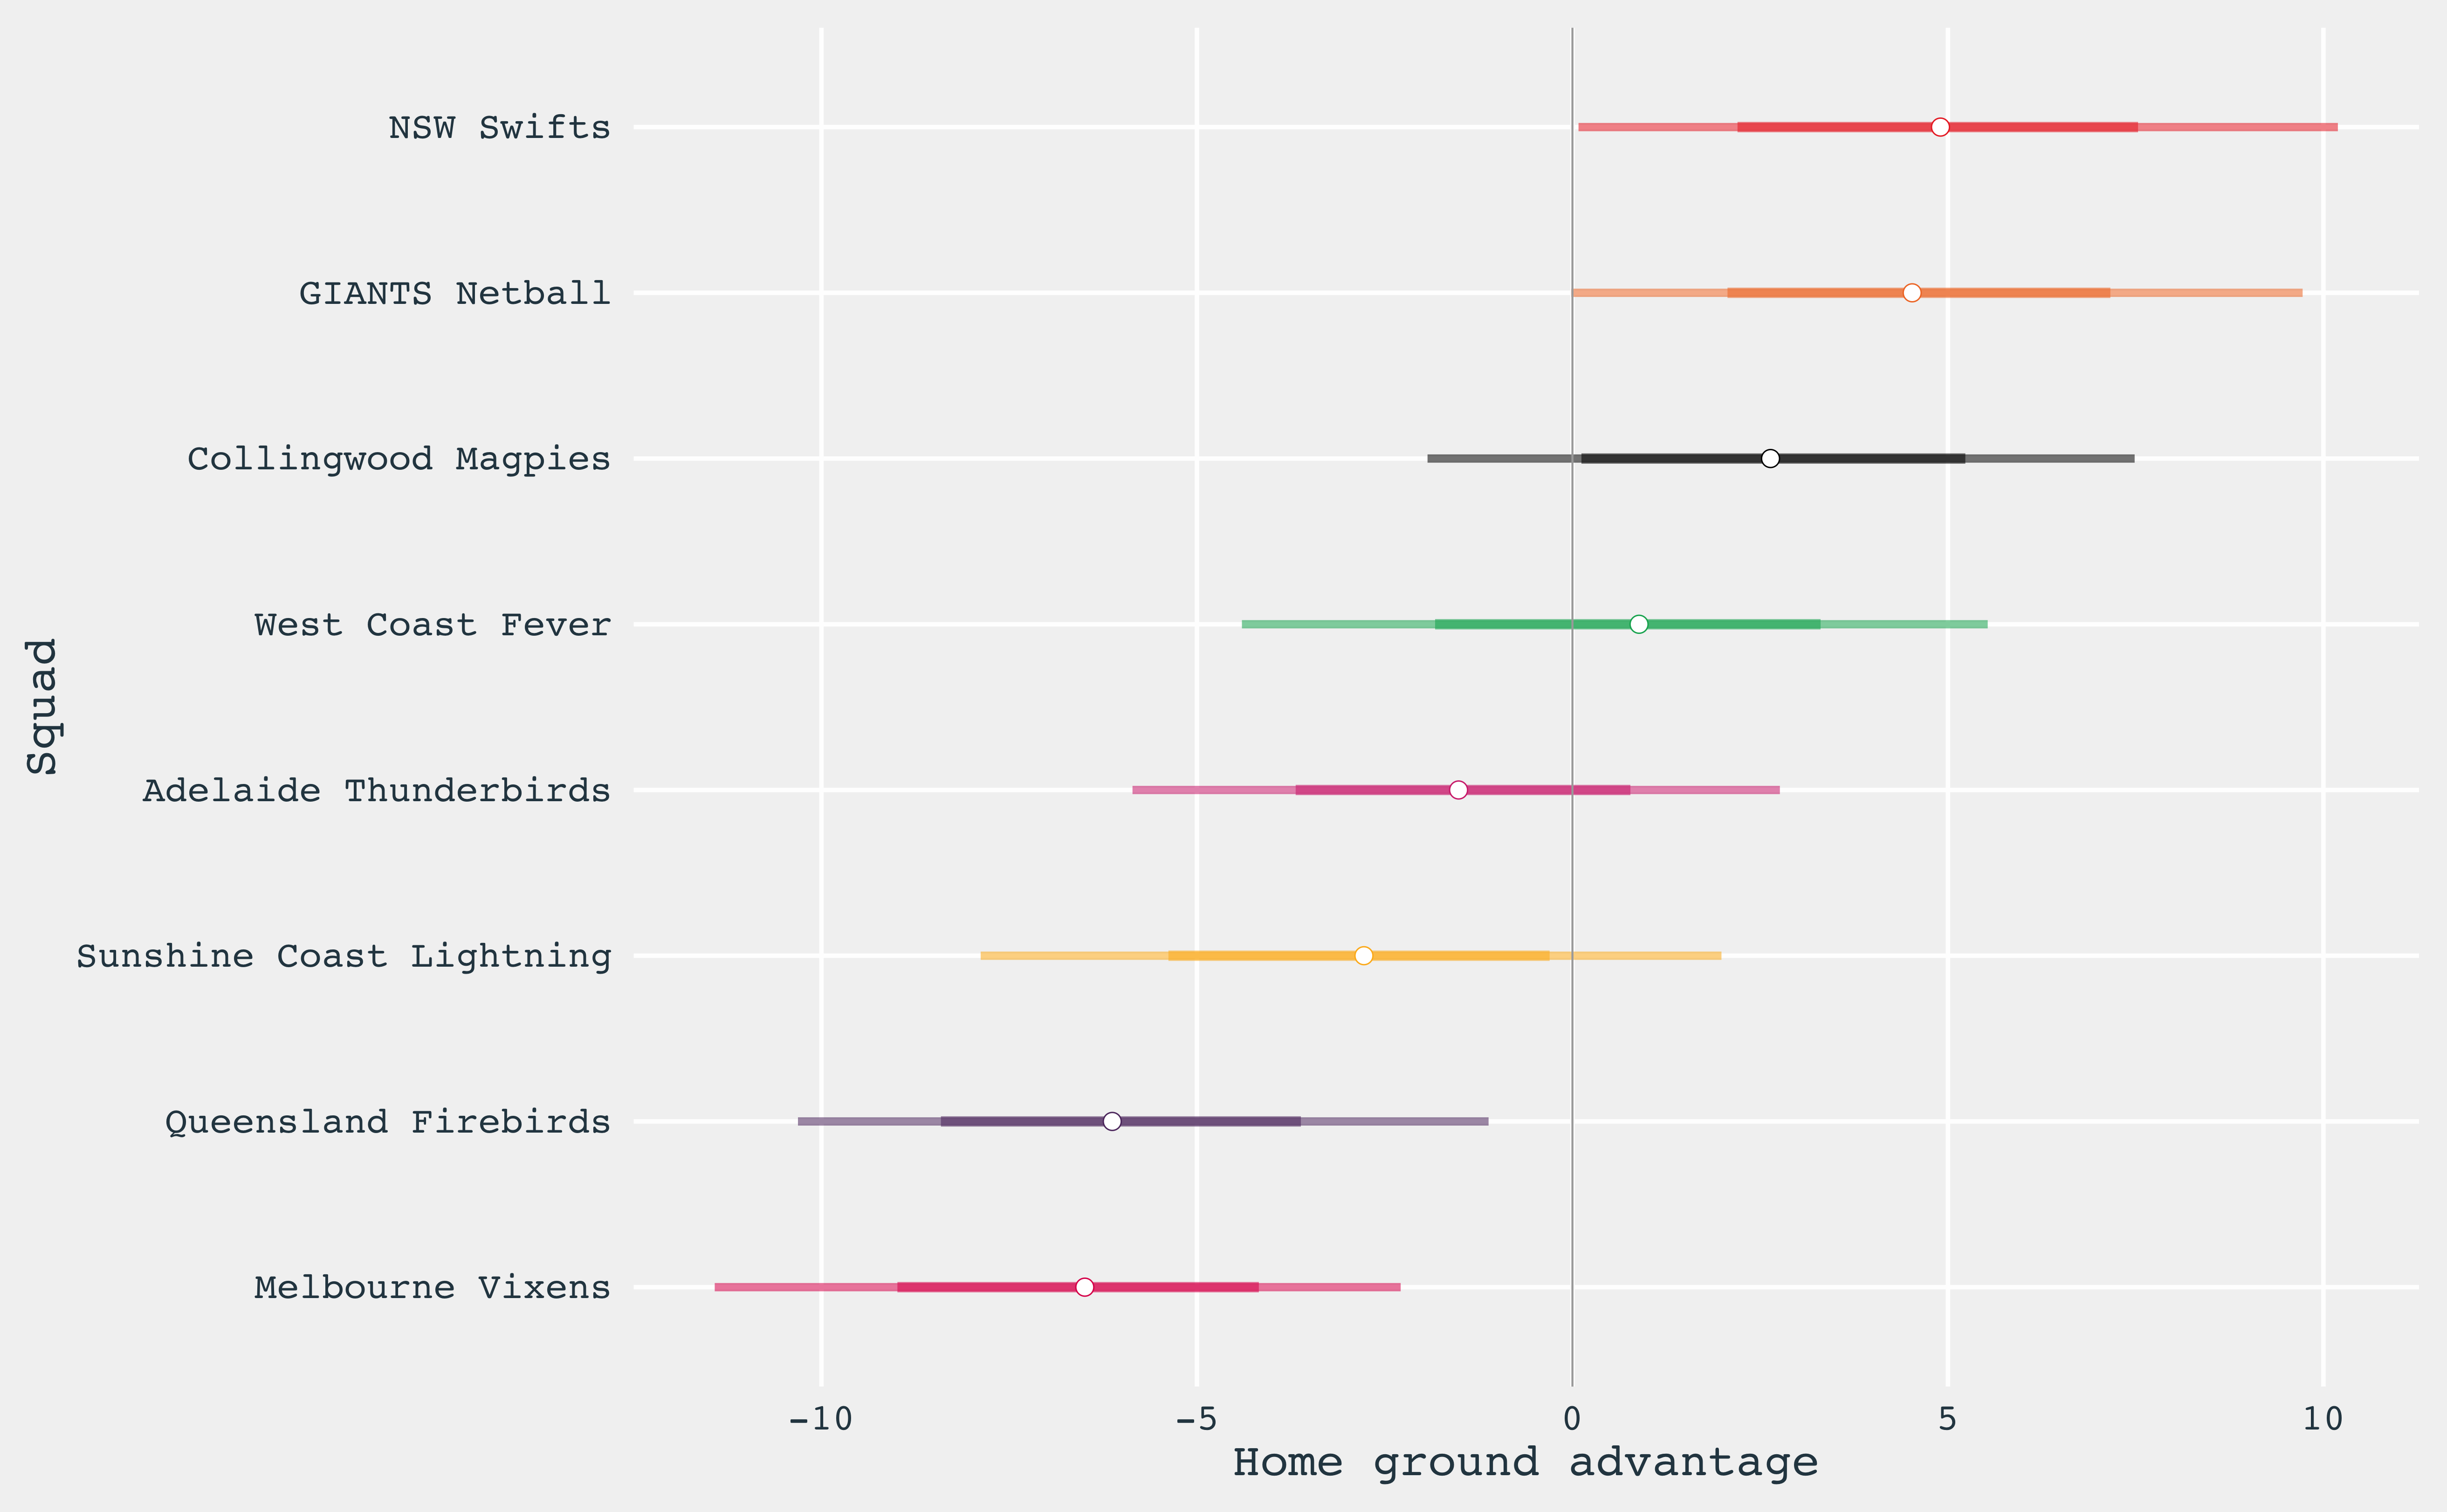 NSW Swifts
GIANTS Netball
Collingwood Magpies
West Coast Fever
Adelaide Thunderbirds
Sunshine Coast Lightning
Queensland Firebirds
Melbourne Vixens
Squad
-10 -5 0 5 10
Home ground advantage